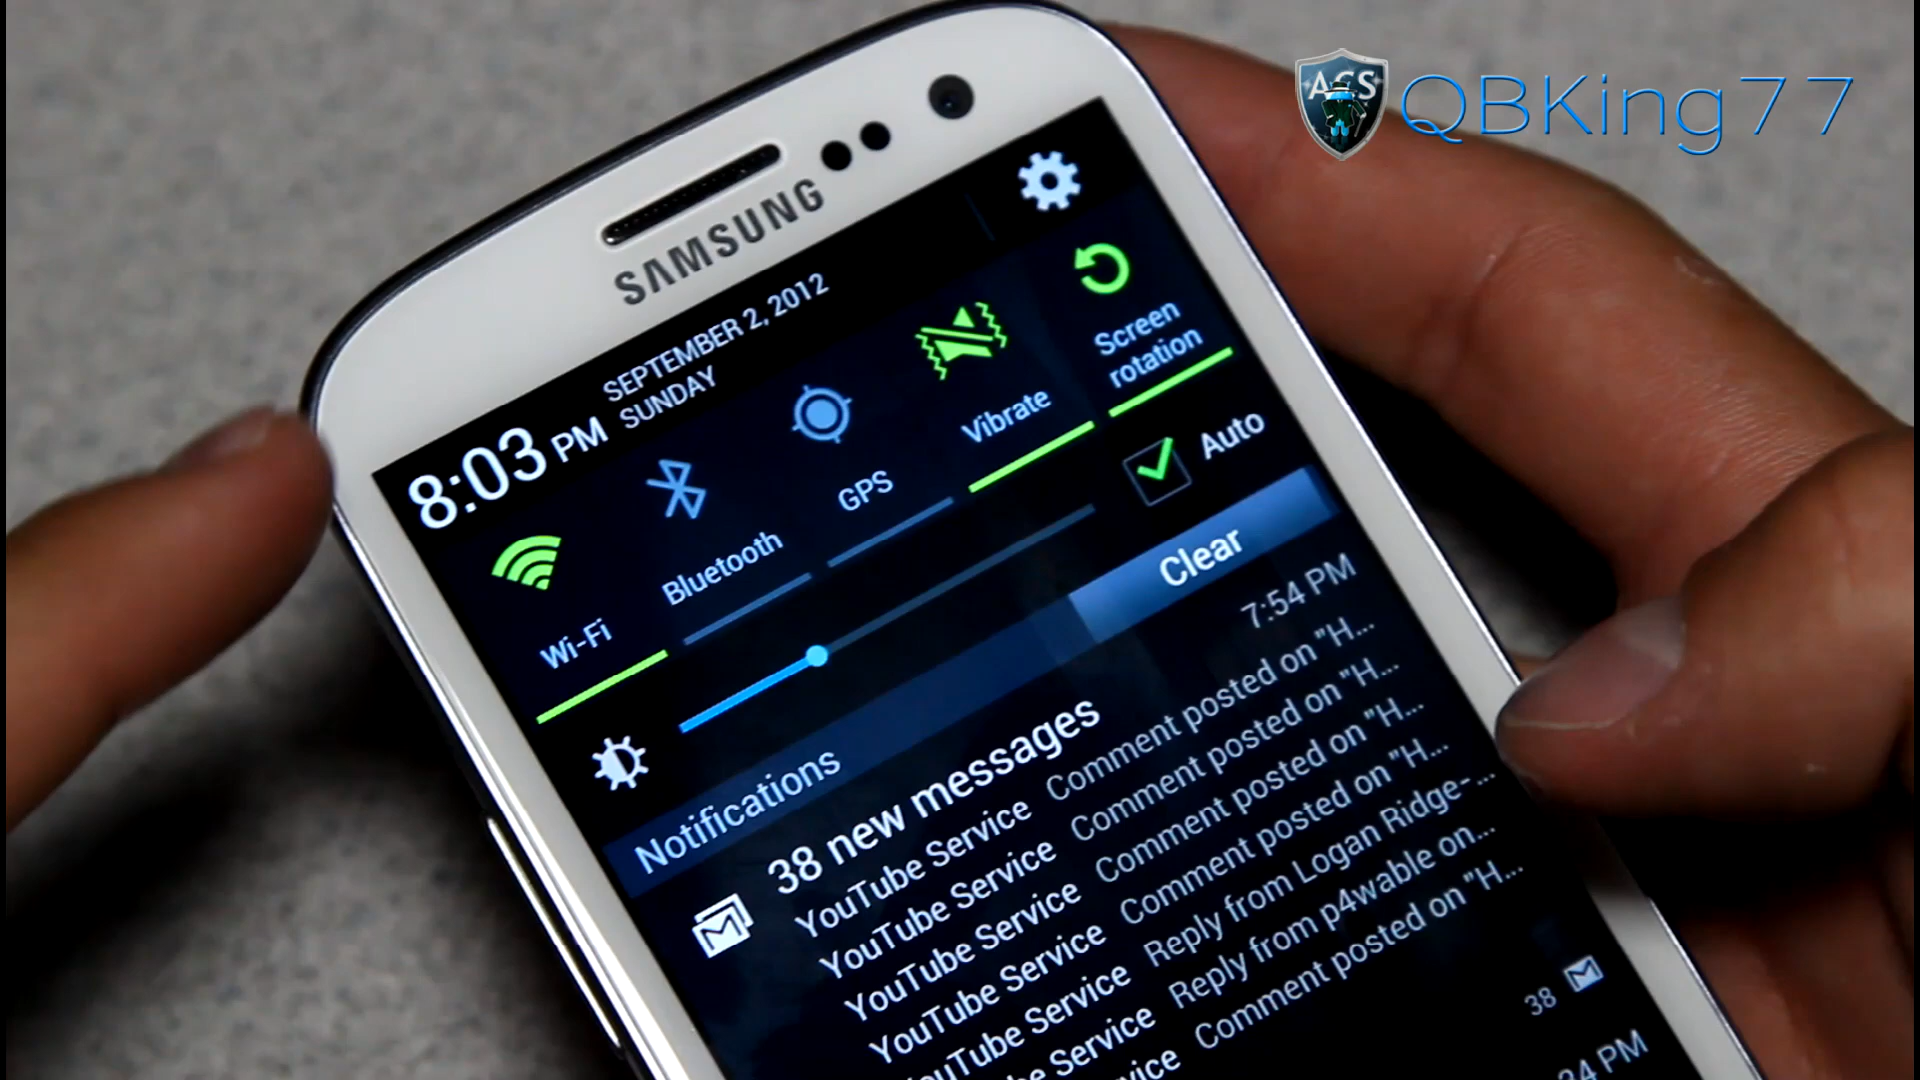 ACS
QBKing77
SAMSUNG
8:03 PM
SEPTEMBER 2, 2012
SUNDAY
Wi-Fi
Bluetooth
GPS
Vibrate
Screen
rotation
Auto
Notifications
Clear
38 new messages
7:54 PM
YouTube Service Comment posted on "H...
YouTube Service Comment posted on "H...
YouTube Service Comment posted on "H...
YouTube Service Comment posted on "H...
YouTube Service Reply from Logan Ridge-...
Service Reply from p4wable on...
Comment posted on "H...
38
PM